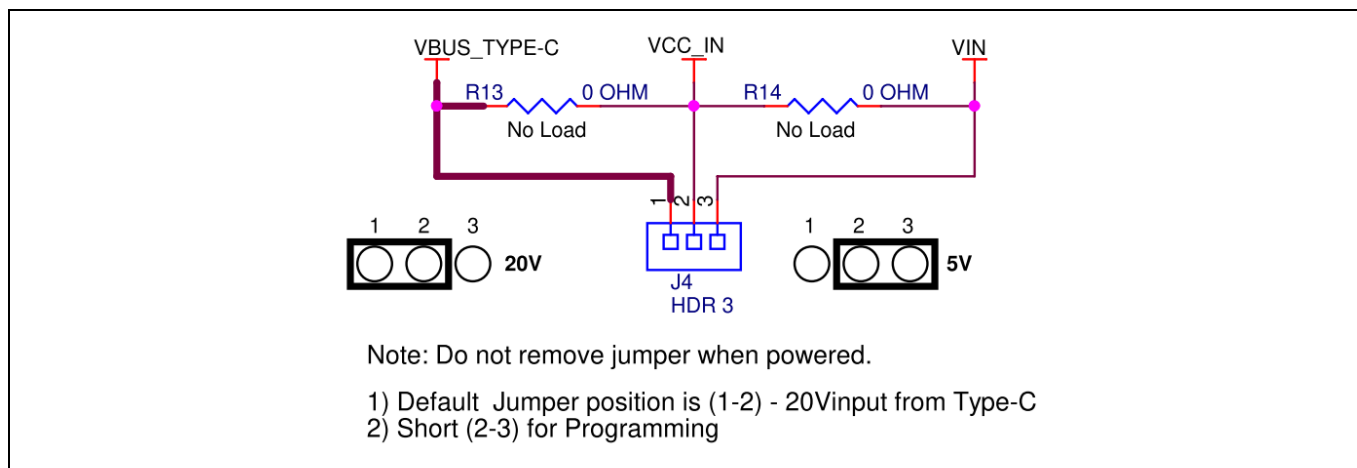 VBUS_TYPE-C VCC_IN VIN
R13 0 OHM R14 0 OHM
No Load No Load
1 2 3
1 2 3 1 2 3
20V 5V
J4
HDR 3
Note: Do not remove jumper when powered.
1) Default Jumper position is (1-2) - 20Vinput from Type-C
2) Short (2-3) for Programming